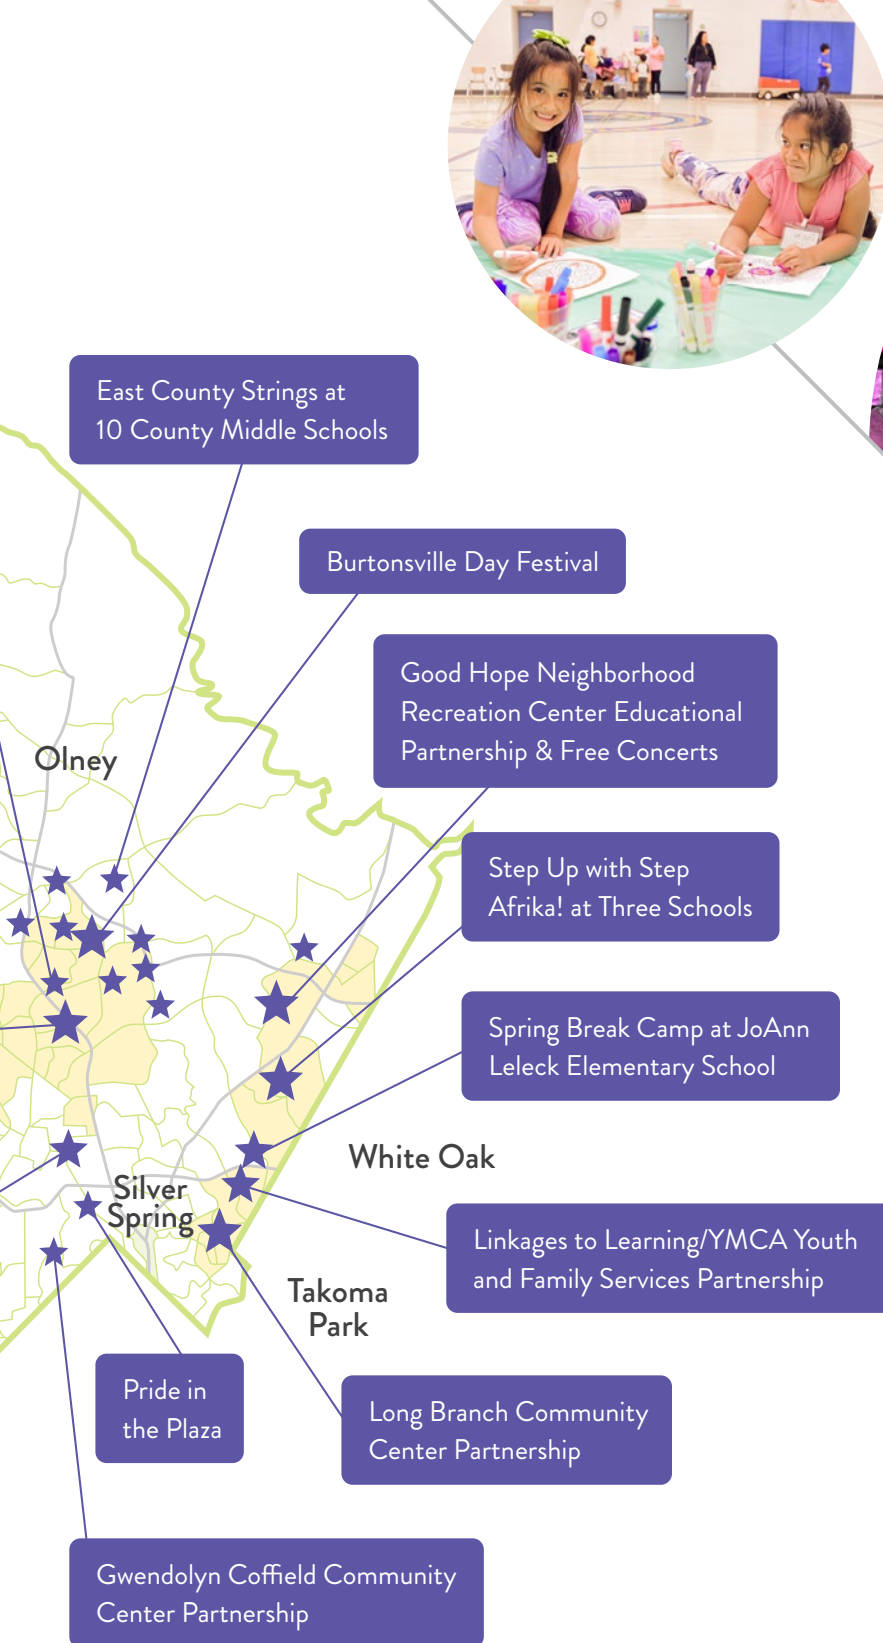 East County Strings at
10 County Middle Schools
Burtonsville Day Festival
Good Hope Neighborhood
Recreation Center Educational
Partnership & Free Concerts
Olney
Step Up with Step
Afrika! at Three Schools
Spring Break Camp at JoAnn
Leleck Elementary School
White Oak
Silver
Spring
Linkages to Learning/YMCA Youth
and Family Services Partnership
Takoma
Park
Pride in
the Plaza
Long Branch Community
Center Partnership
Gwendolyn Coffield Community
Center Partnership